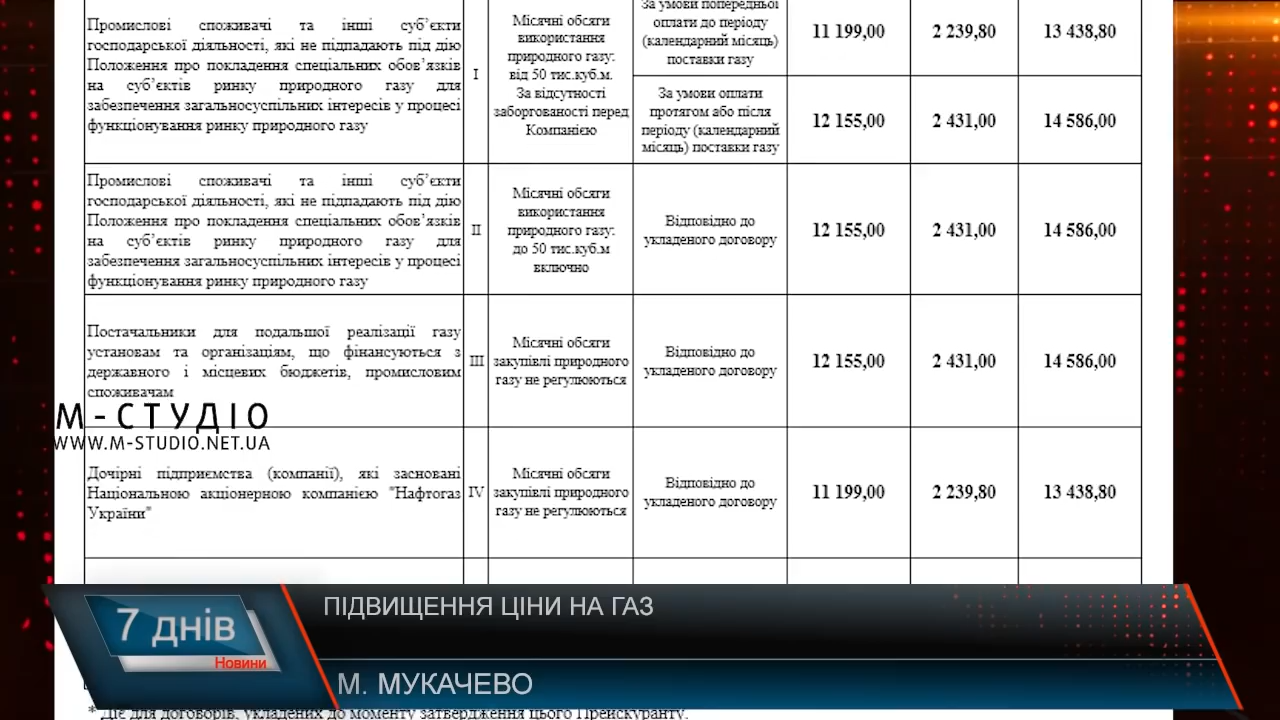 За умови попередньої
оплати до періоду
(календарний місяць)
поставки газу
Промислові споживачі та інші суб’єкти
господарської діяльності, які не підпадають під дію
Положення про покладення спеціальних обов’язків
на суб’єктів ринку природного газу для
забезпечення загальносуспільних інтересів у процесі
функціонування ринку природного газу
I
Місячні обсяги
використання
природного газу:
від 50 тис.куб.м.
За відсутності
заборгованості перед
Компанією
11 199,00
2 239,80
13 438,80
За умови оплати
протягом або після
періоду (календарний
місяць) поставки газу
12 155,00
2 431,00
14 586,00
Промислові споживачі та інші суб’єкти
господарської діяльності, які не підпадають під дію
Положення про покладення спеціальних обов’язків
на суб’єктів ринку природного газу для
забезпечення загальносуспільних інтересів у процесі
функціонування ринку природного газу
II
Місячні обсяги
використання
природного газу:
до 50 тис.куб.м
включно
Відповідно до
укладеного договору
12 155,00
2 431,00
14 586,00
Постачальники для подальшої реалізації газу
установам та організаціям, що фінансуються з
державного і місцевих бюджетів, промисловим
споживачам
III
Місячні обсяги
закупівлі природного
газу не регулюються
Відповідно до
укладеного договору
12 155,00
2 431,00
14 586,00
М-СТУДІО
WWW.M-STUDIO.NET.UA
Дочірні підприємства (компанії), які засновані
Національною акціонерною компанією "Нафтогаз
України"
IV
Місячні обсяги
закупівлі природного
газу не регулюються
Відповідно до
укладеного договору
11 199,00
2 239,80
13 438,80
ПІДВИЩЕННЯ ЦІНИ НА ГАЗ
7 днів
Новини
М. МУКАЧЕВО
* Діє для договорів, укладених до моменту затвердження цього Прейскуранту.